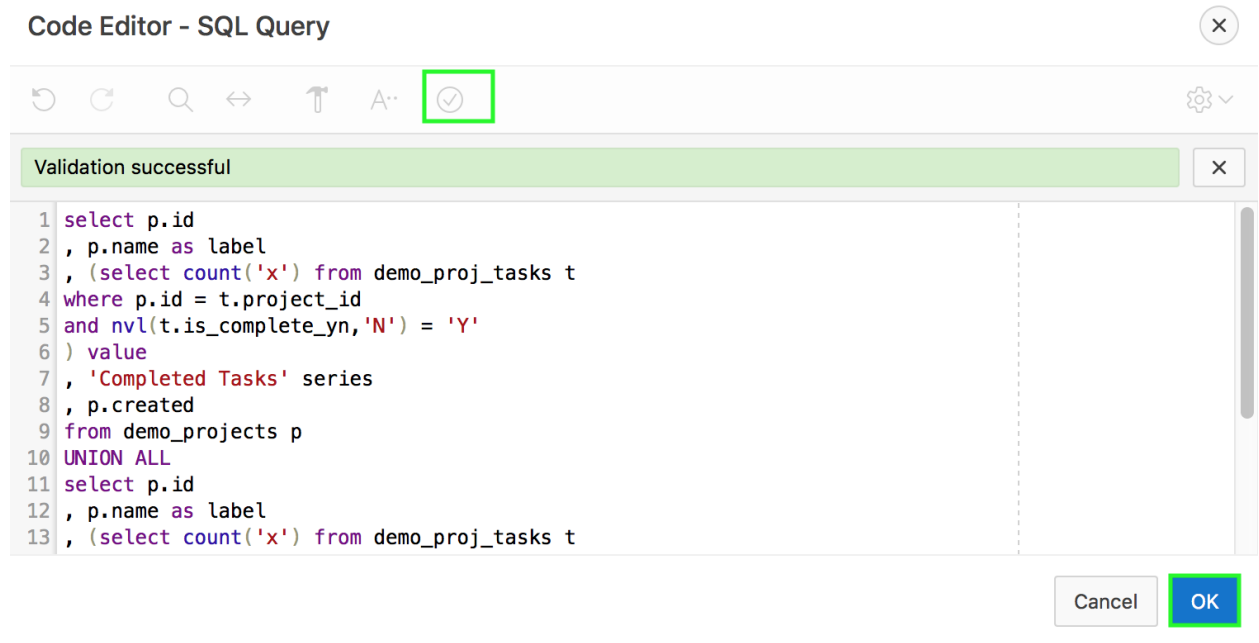 Code Editor - SQL Query
A
Validation successful
1 select p.id
2 , p.name as label
3 , (select count('x') from demo_proj_tasks t
4 where p.id = t.project_id
5 and nvl(t.is_complete_yn,'N') = 'Y'
6 ) value
7 , 'Completed Tasks' series
8 , p.created
9 from demo_projects p
10 UNION ALL
11 select p.id
12 , p.name as label
13 , (select count('x') from demo_proj_tasks t
Cancel OK